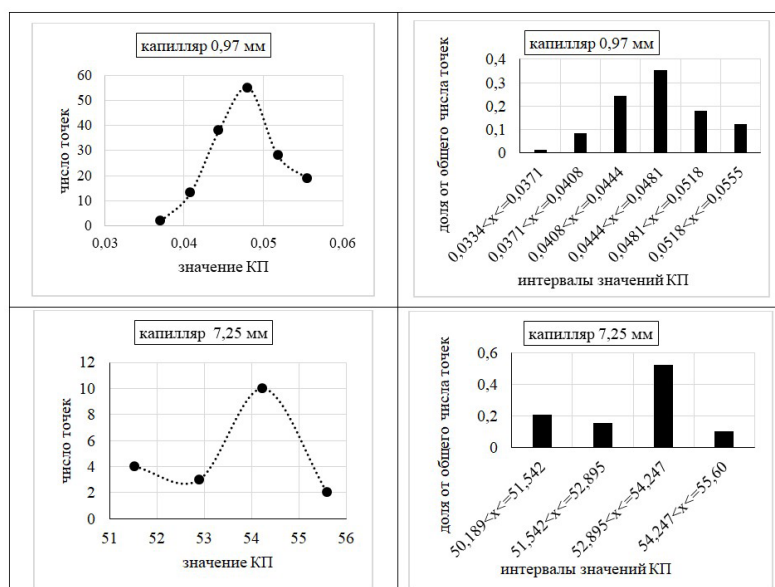 капилляр 0,97 мм
число точек
60
50
40
30
20
10
0
0,03 0,04 0,05 0,06
значение КП
капилляр 0,97 мм
доля от общего числа точек
0,4
0,3
0,2
0,1
0
0,0334<x<=0,0371
0,0371<x<=0,0408
0,0408<x<=0,0444
0,0444<x<=0,0481
0,0481<x<=0,0518
0,0518<x<=0,0555
интервалы значений КП
капилляр 7,25 мм
число точек
12
10
8
6
4
2
0
51 52 53 54 55 56
значение КП
капилляр 7,25 мм
доля от общего числа точек
0,6
0,4
0,2
0
50,189<x<=51,542
51,542<x<=52,895
52,895<x<=54,247
54,247<x<=55,60
интервалы значений КП